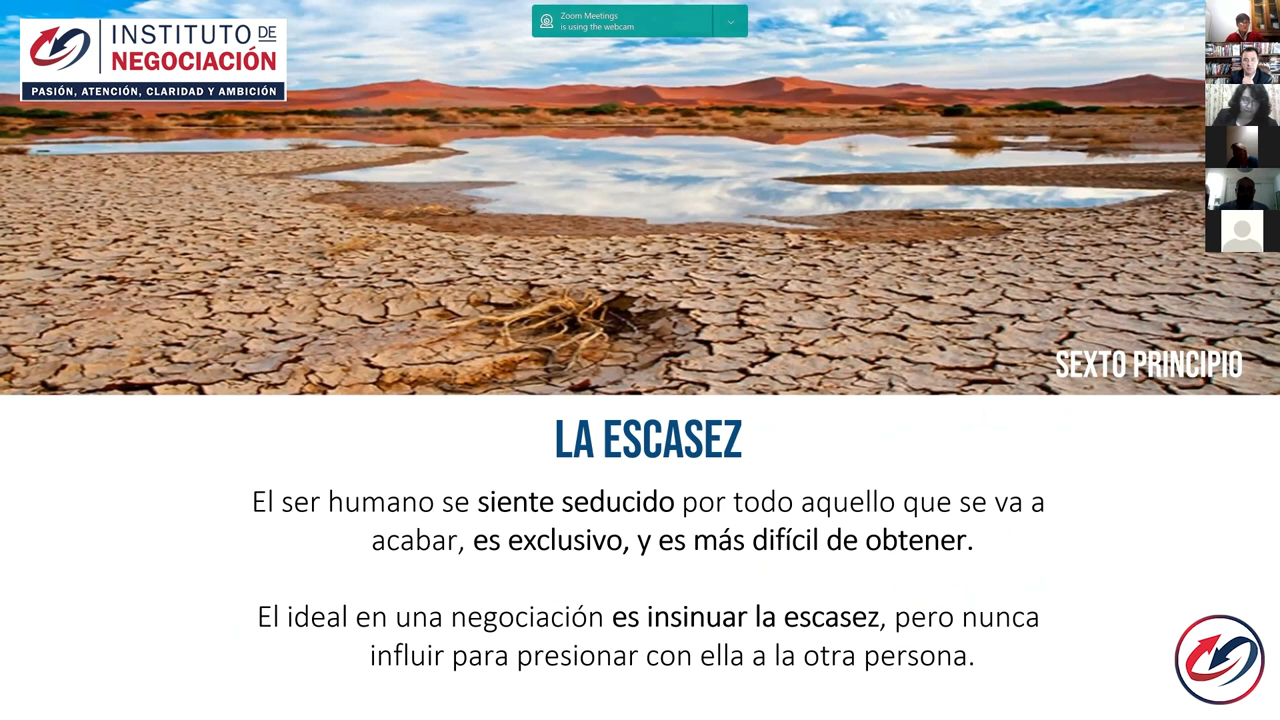 INSTITUTO DE
NEGOCIACIÓN
PASIÓN, ATENCIÓN, CLARIDAD Y AMBICIÓN
Zoom Meetings
is using the webcam
SEXTO PRINCIPIO
LA ESCASEZ
El ser humano se siente seducido por todo aquello que se va a
acabar, es exclusivo, y es más difícil de obtener.
El ideal en una negociación es insinuar la escasez, pero nunca
influir para presionar con ella a la otra persona.